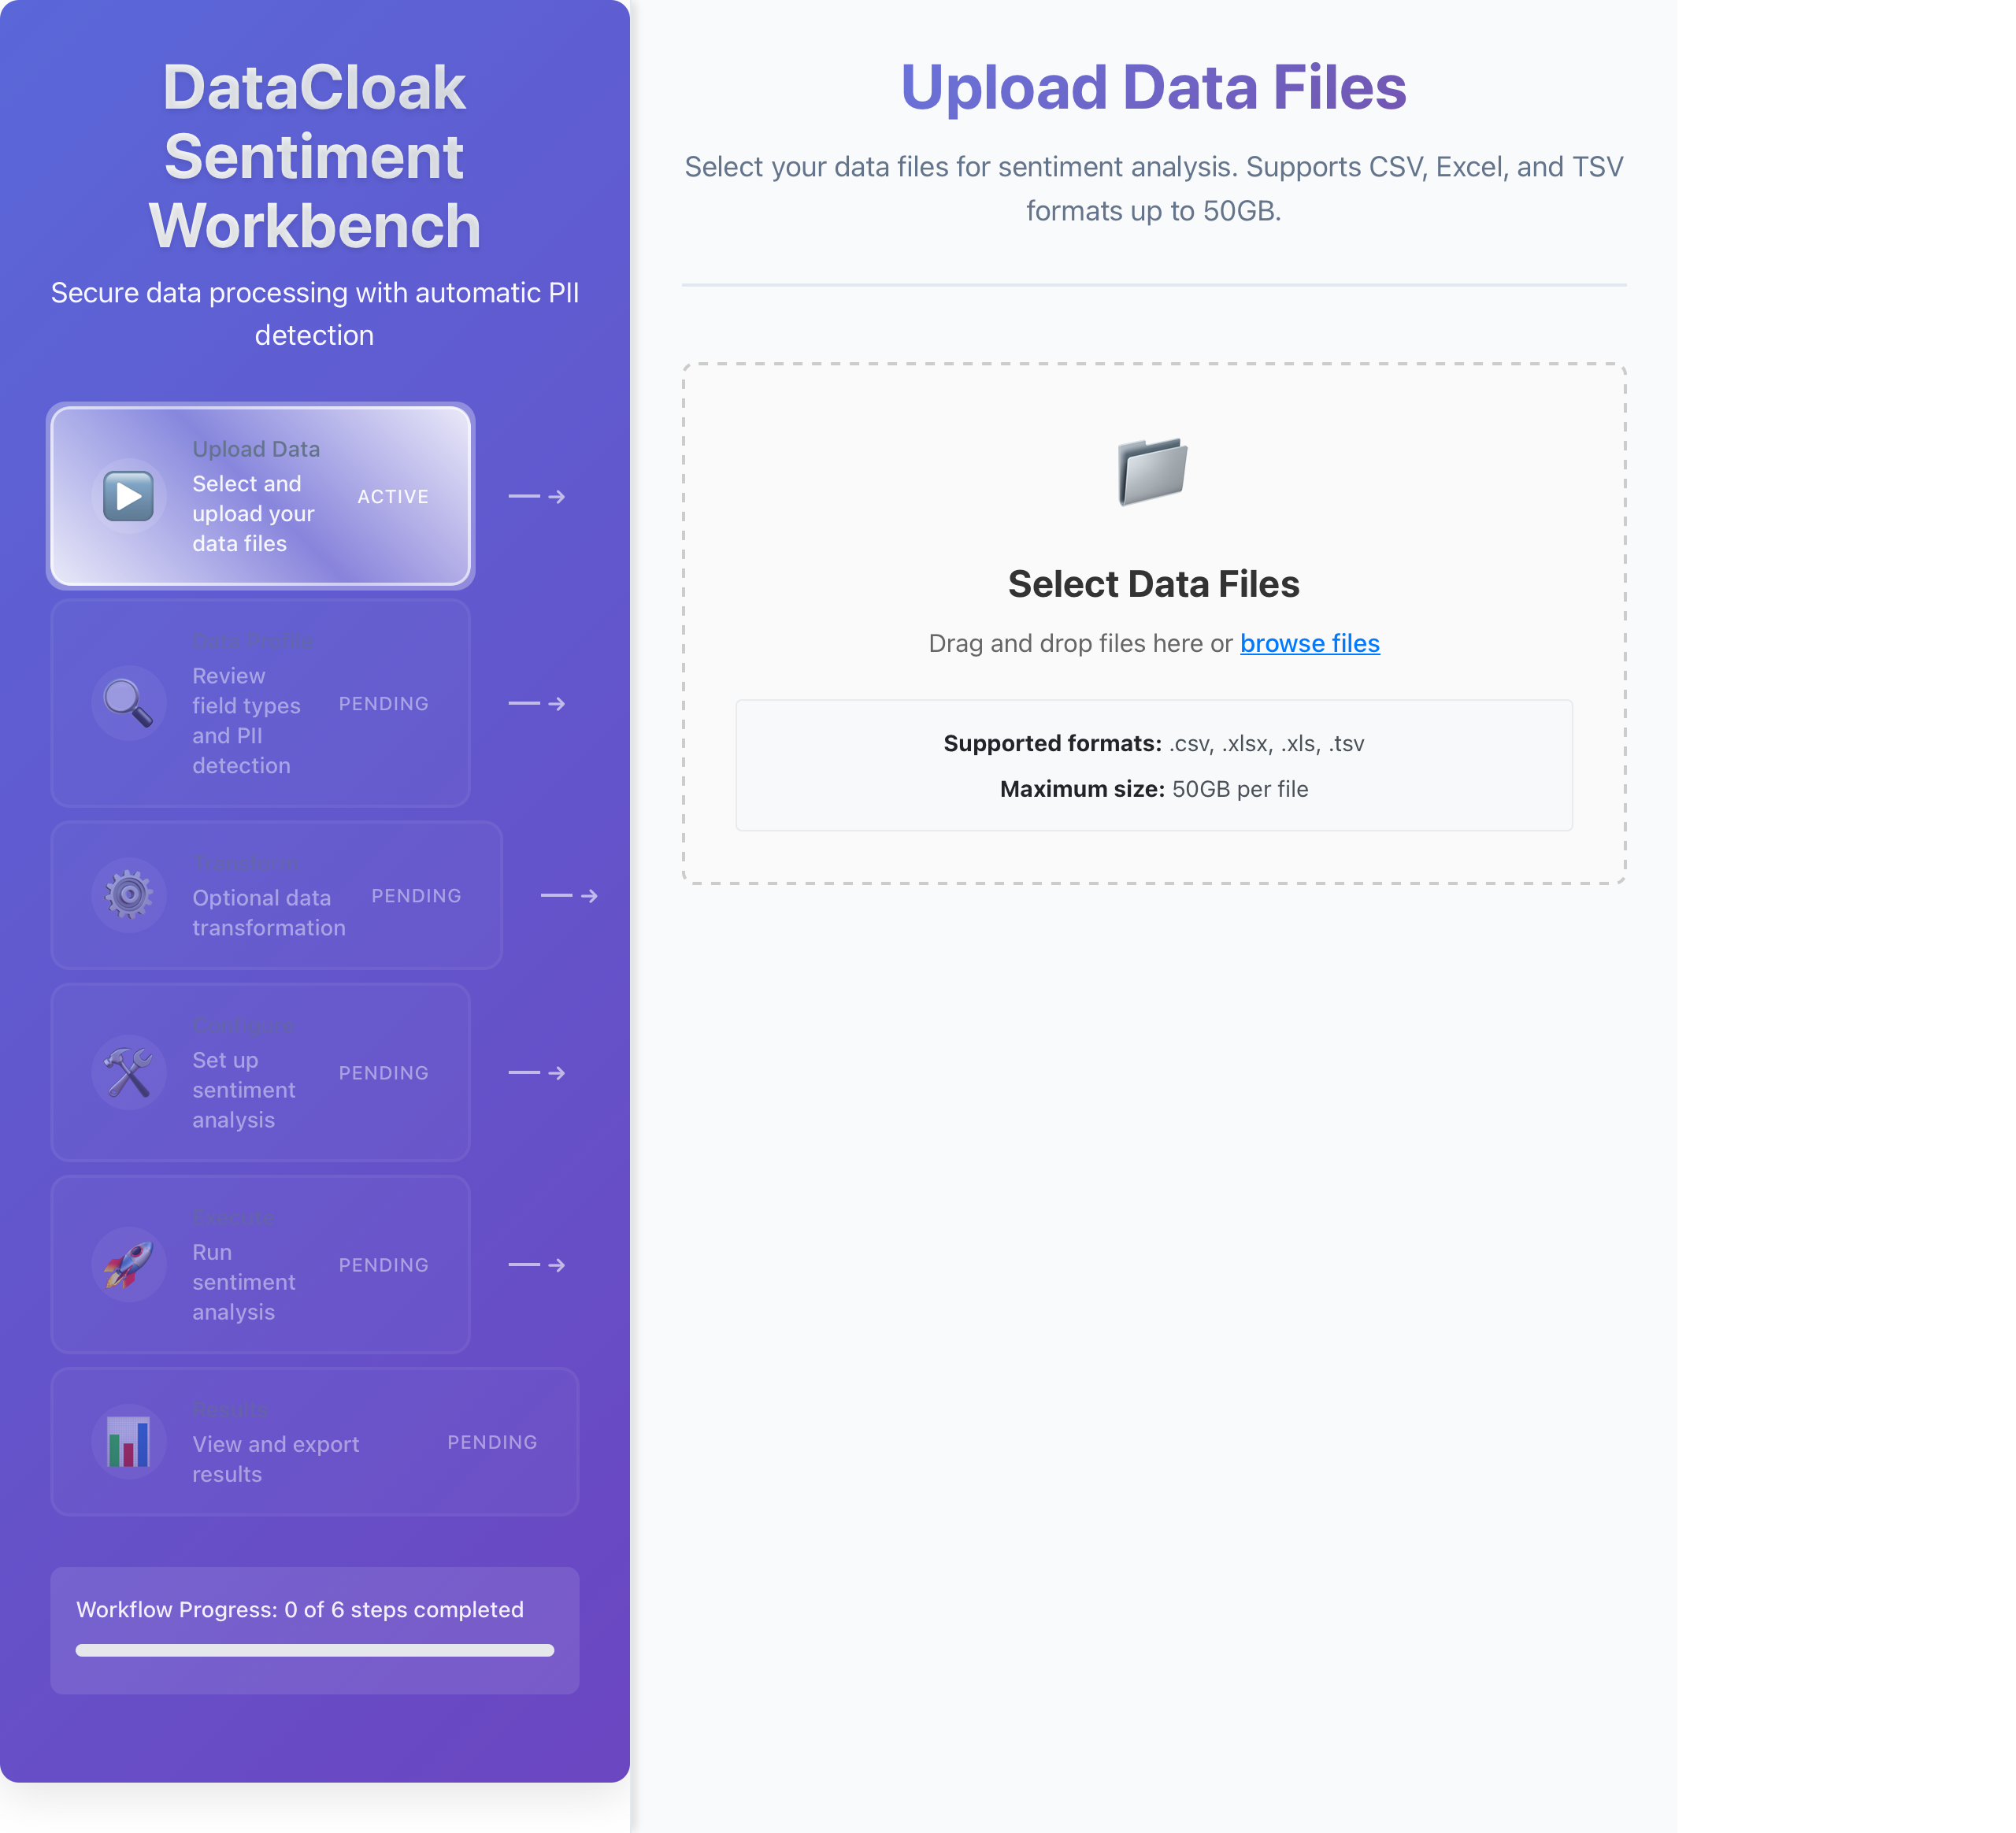 DataCloak
Sentiment
Workbench
Secure data processing with automatic PII
detection
Upload Data
Select and
upload your
data files
ACTIVE
Data Profile
Review
field types
and PII
detection
PENDING
Transform
Optional data
transformation
PENDING
Configure
Set up
sentiment
analysis
PENDING
Execute
Run
sentiment
analysis
PENDING
Results
View and export
results
PENDING
Workflow Progress: 0 of 6 steps completed
Upload Data Files
Select your data files for sentiment analysis. Supports CSV, Excel, and TSV
formats up to 50GB.
Select Data Files
Drag and drop files here or browse files
Supported formats: .csv, .xlsx, .xls, .tsv
Maximum size: 50GB per file